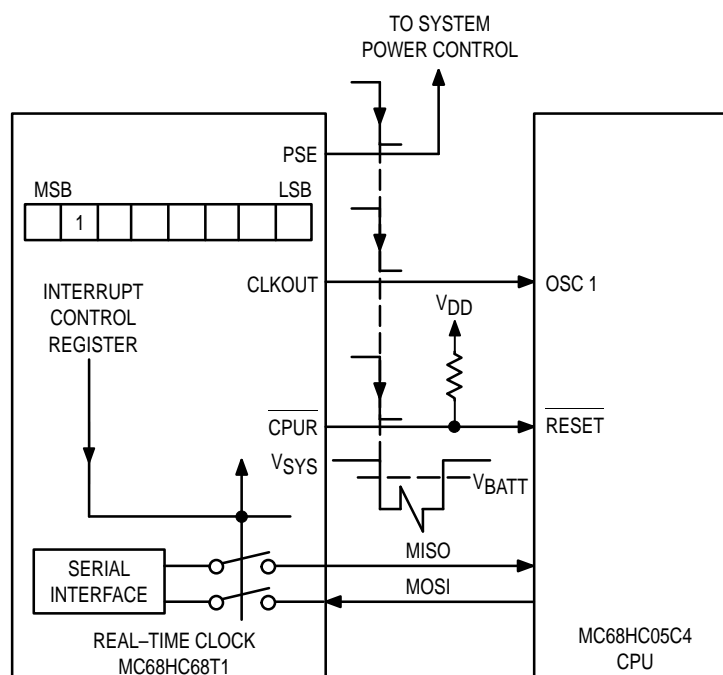 TO SYSTEM
POWER CONTROL
PSE
MSB LSB
1
CLKOUT
OSC 1
INTERRUPT
CONTROL
REGISTER
VDD
CPUR
RESET
VSYS
VBATT
MISO
SERIAL
INTERFACE
MOSI
REAL–TIME CLOCK
MC68HC68T1
MC68HC05C4
CPU